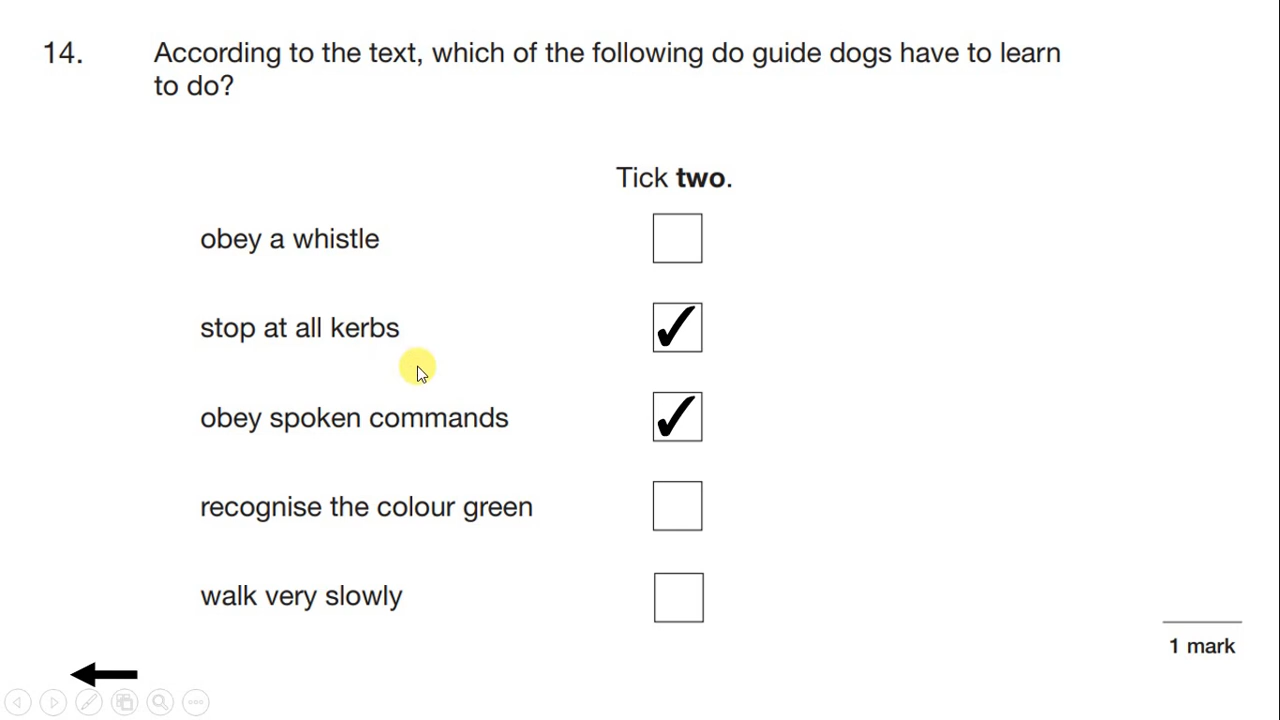 14. According to the text, which of the following do guide dogs have to learn
to do?
Tick two.
obey a whistle
stop at all kerbs
obey spoken commands
recognise the colour green
walk very slowly
1 mark